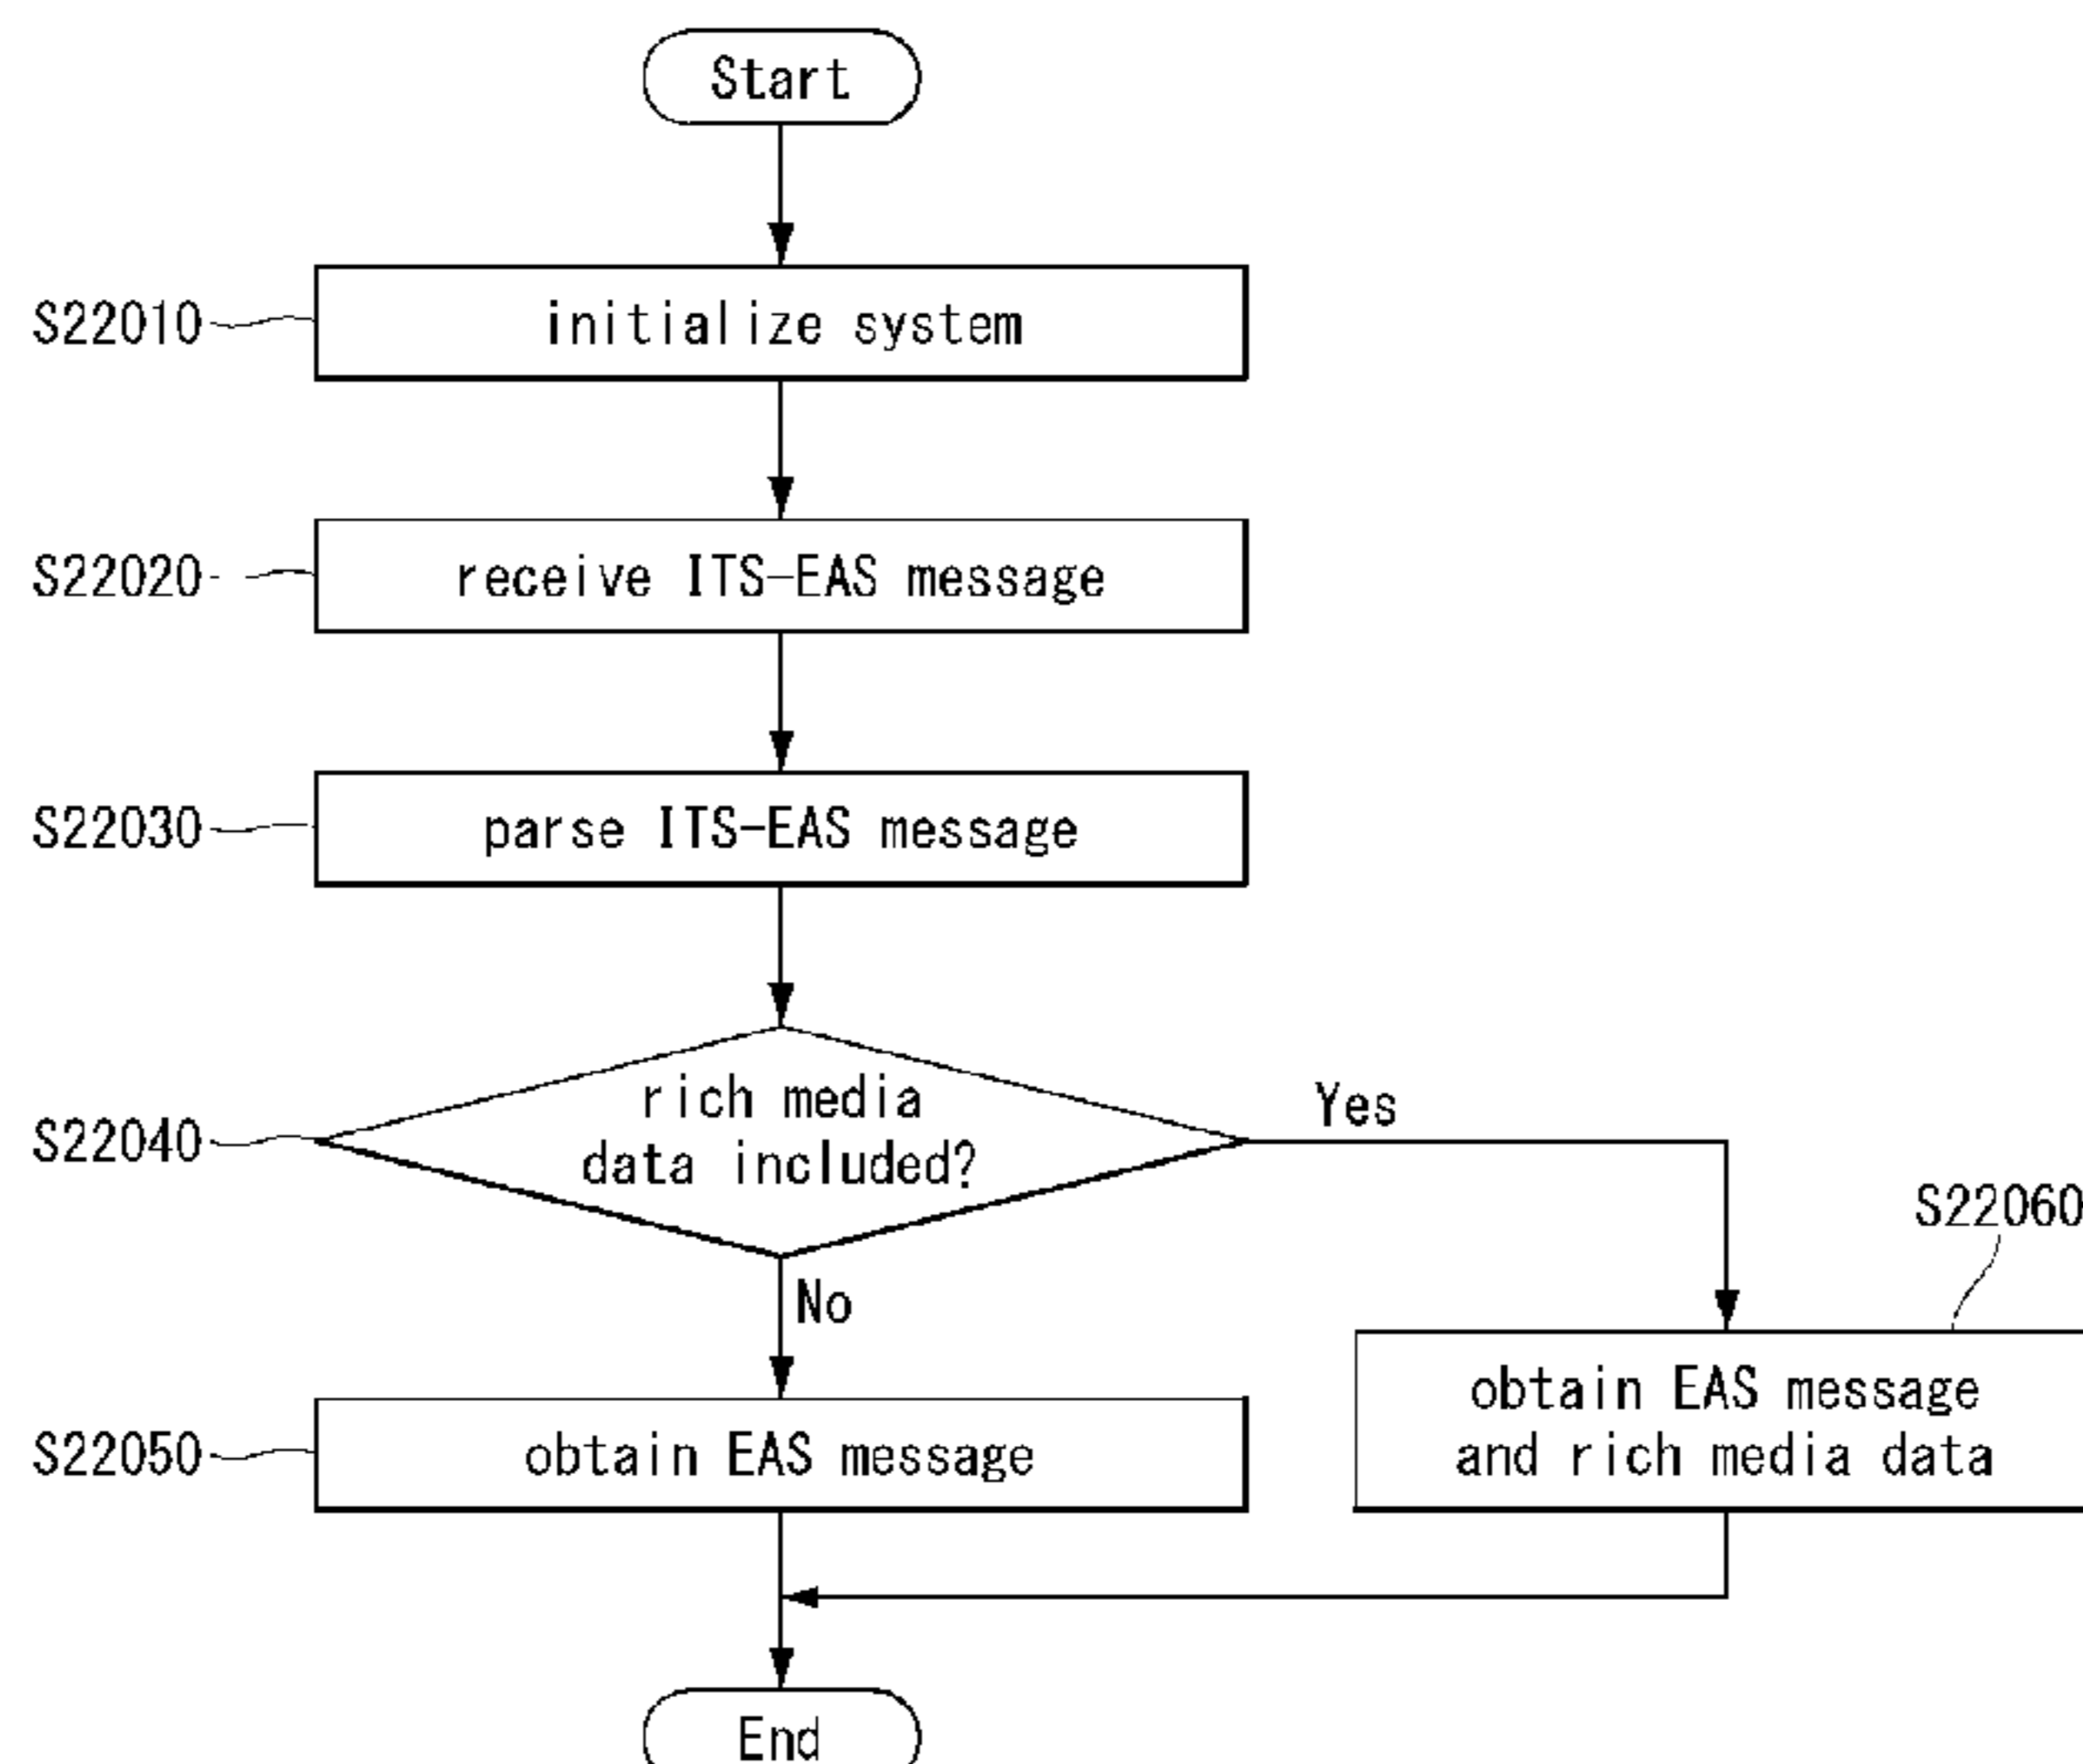 Start
S22010
initialize system
S22020
receive ITS-EAS message
S22030
parse ITS-EAS message
S22040
rich media
data included?
Yes
S22060
No
obtain EAS message
and rich media data
S22050
obtain EAS message
End